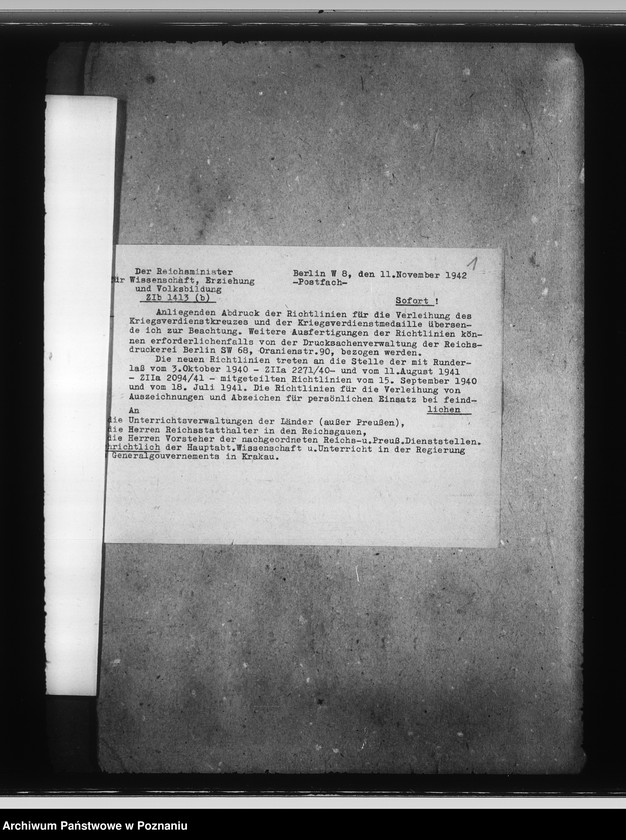 1
Der Reichsminister
für Wissenschaft, Erziehung
und Volksbildung
ZIb 1413 (b)
Berlin W 8, den 11.November 1942
-Postfach-
Sofort !
Anliegenden Abdruck der Richtlinien für die Verleihung des
Kriegsverdienstkreuzes und der Kriegsverdienstmedaille übersen-
de ich zur Beachtung. Weitere Ausfertigungen der Richtlinien kön-
nen erforderlichenfalls von der Drucksachenverwaltung der Reichs-
druckerei Berlin SW 68, Oranienstr.90, bezogen werden.
Die neuen Richtlinien treten an die Stelle der mit Runder-
laß vom 3.Oktober 1940 - ZIIa 2271/40- und vom 11.August 1941
- ZIIa 2094/41 - mitgeteilten Richtlinien vom 15. September 1940
und vom 18. Juli 1941. Die Richtlinien für die Verleihung von
Auszeichnungen und Abzeichen für persönlichen Einsatz bei feind-
lichen
An
die Unterrichtsverwaltungen der Länder (außer Preußen),
die Herren Reichsstatthalter in den Reichsgauen,
die Herren Vorsteher der nachgeordneten Reichs-u.Preuß.Dienststellen.
hrichtlich der Hauptabt.Wissenschaft u.Unterricht in der Regierung
Generalgouvernements in Krakau.
Archiwum Państwowe w Poznaniu